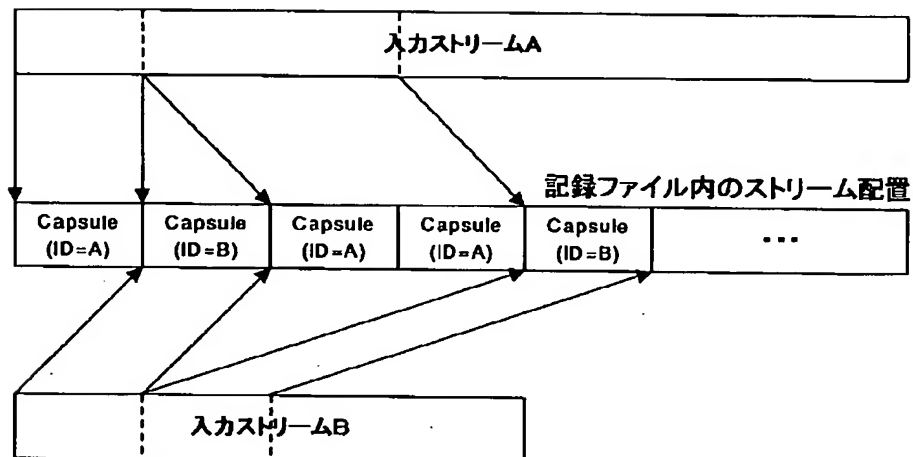 入力ストリームA
記録ファイル内のストリーム配置
Capsule
(ID=A)
Capsule
(ID=B)
Capsule
(ID=A)
Capsule
(ID=A)
Capsule
(ID=B)
...
入力ストリームB